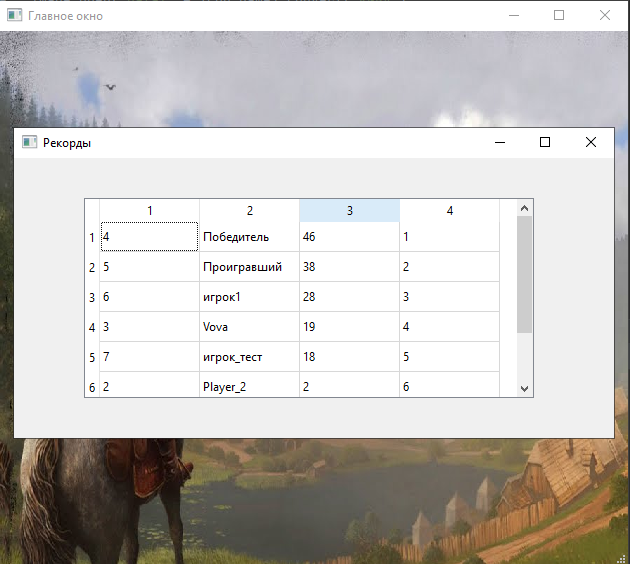 Главное окно
Рекорды
1 2 3 4
1 4 Победитель 46 1
2 5 Проигравший 38 2
3 6 игрок1 28 3
4 3 Vova 19 4
5 7 игрок_тест 18 5
6 2 Player_2 2 6